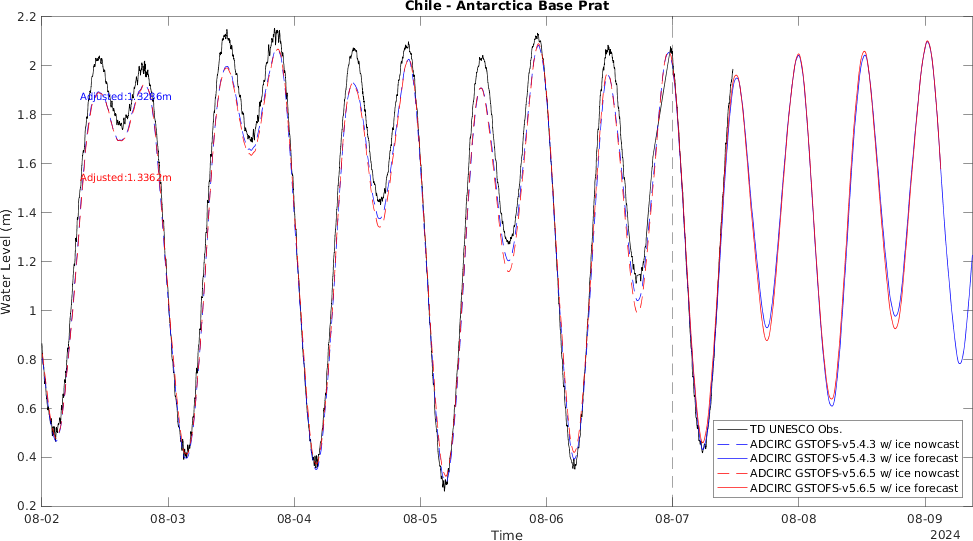 Chile - Antarctica Base Prat
2.2
2
1.8
1.6
1.4
1.2
1
0.8
0.6
0.4
0.2
Water Level (m)
Adjusted:1.3286m
Adjusted:1.3362m
TD UNESCO Obs.
ADCIRC GSTOFS-v5.4.3 w/ ice nowcast
ADCIRC GSTOFS-v5.4.3 w/ ice forecast
ADCIRC GSTOFS-v5.6.5 w/ ice nowcast
ADCIRC GSTOFS-v5.6.5 w/ ice forecast
08-02 08-03 08-04 08-05 08-06 08-07 08-08 08-09
Time
2024